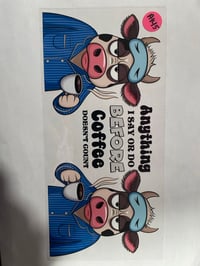 Anything
I SAY OR DO
BEFORE
Coffee
DOESN'T COUNT